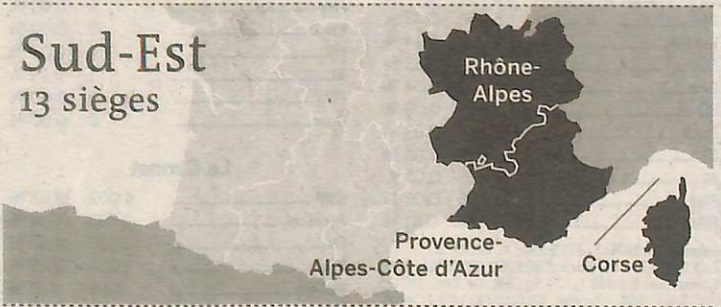 Sud-Est
13 sièges
Rhône-
Alpes
Provence-
Alpes-Côte d'Azur
Corse